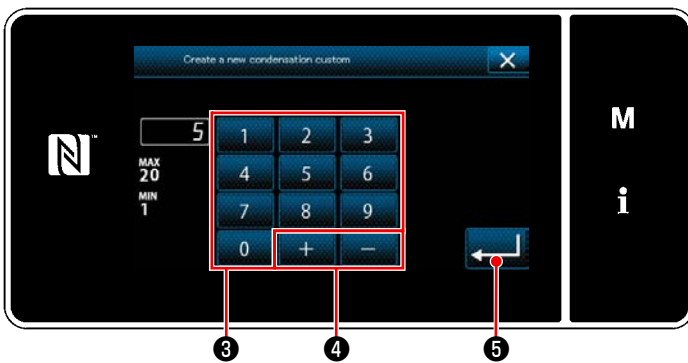 Create a new condensation custom
5
1 2 3
MAX
20
4 5 6
MIN
1
7 8 9
0 + −
M
i
N™
❸ ❹ ❺